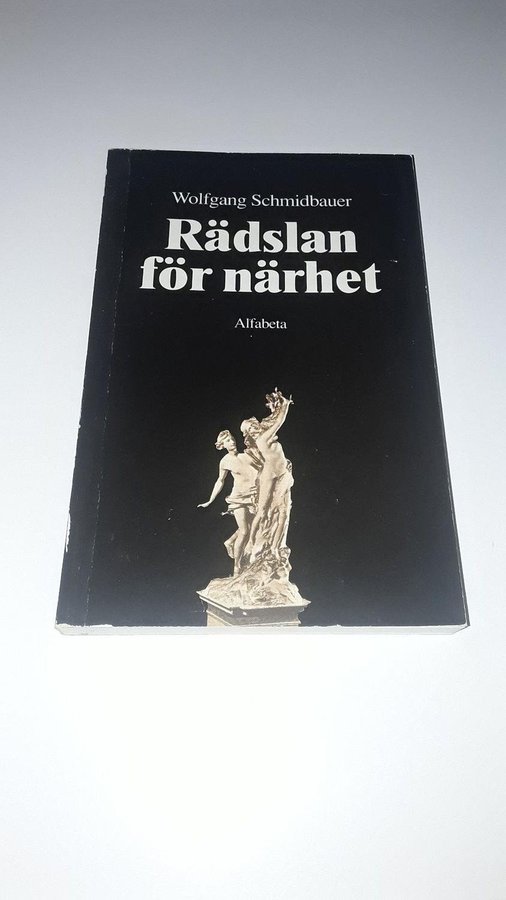 Wolfgang Schmidbauer
Rädslan
för närhet
Alfabeta